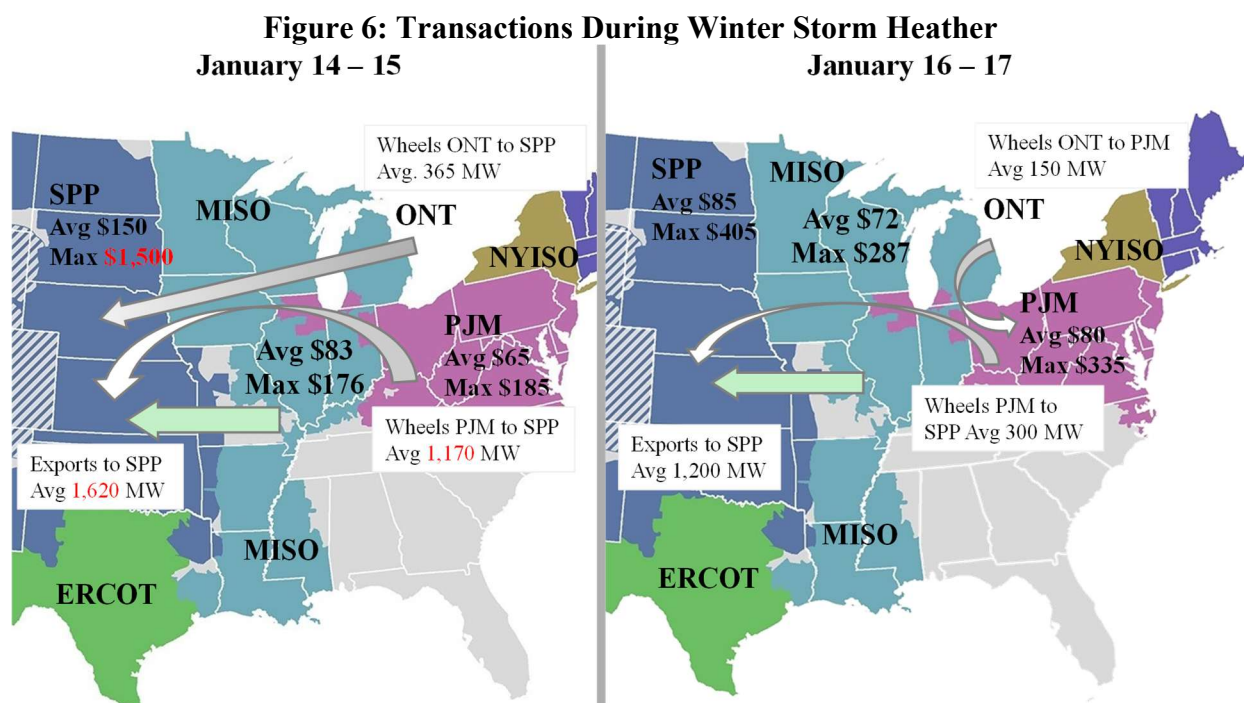 Figure 6: Transactions During Winter Storm Heather
January 14 – 15
Wheels ONT to SPP
Avg. 365 MW
SPP
Avg $150
Max $1,500
MISO
ONT
NYISO
PJM
Avg $65
Max $185
Avg $83
Max $176
Wheels PJM to SPP
Avg 1,170 MW
Exports to SPP
Avg 1,620 MW
MISO
ERCOT
January 16 – 17
Wheels ONT to PJM
Avg 150 MW
SPP
Avg $85
Max $405
MISO
Avg $72
Max $287
ONT
NYISO
PJM
Avg $80
Max $335
Wheels PJM to
SPP Avg 300 MW
Exports to SPP
Avg 1,200 MW
MISO
ERCOT